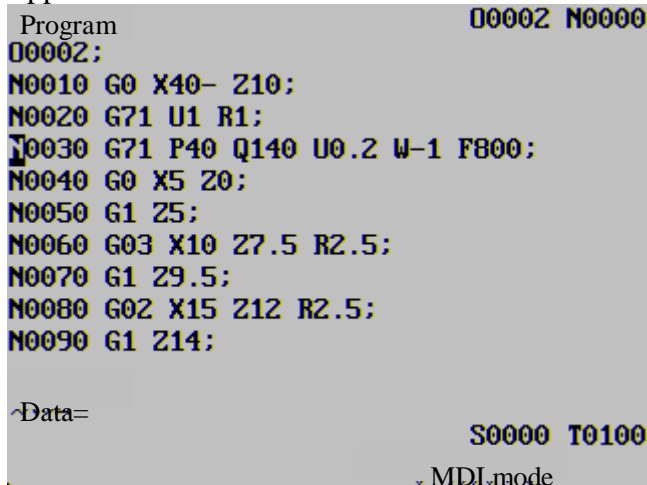 Program O0002 N0000
O0002;
N0010 G0 X40- Z10;
N0020 G71 U1 R1;
N0030 G71 P40 Q140 U0.2 W-1 F800;
N0040 G0 X5 Z0;
N0050 G1 Z5;
N0060 G03 X10 Z7.5 R2.5;
N0070 G1 Z9.5;
N0080 G02 X15 Z12 R2.5;
N0090 G1 Z14;
Data=
S0000 T0100
MDI mode